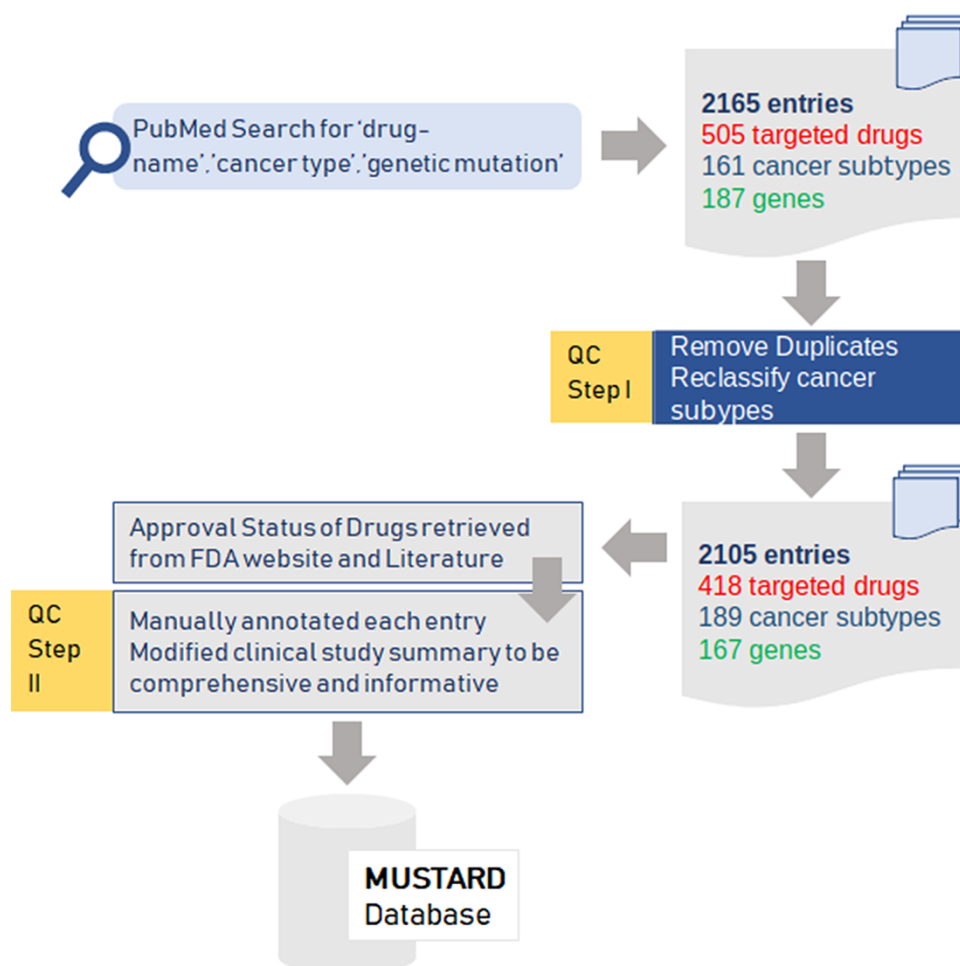 PubMed Search for ‘drug-
name’,’cancer type’,’genetic mutation’
2165 entries
505 targeted drugs
161 cancer subtypes
187 genes
QC
Step I
Remove Duplicates
Reclassify cancer
subypes
2105 entries
418 targeted drugs
189 cancer subtypes
167 genes
Approval Status of Drugs retrieved
from FDA website and Literature
QC
Step
II
Manually annotated each entry
Modified clinical study summary to be
comprehensive and informative
MUSTARD
Database